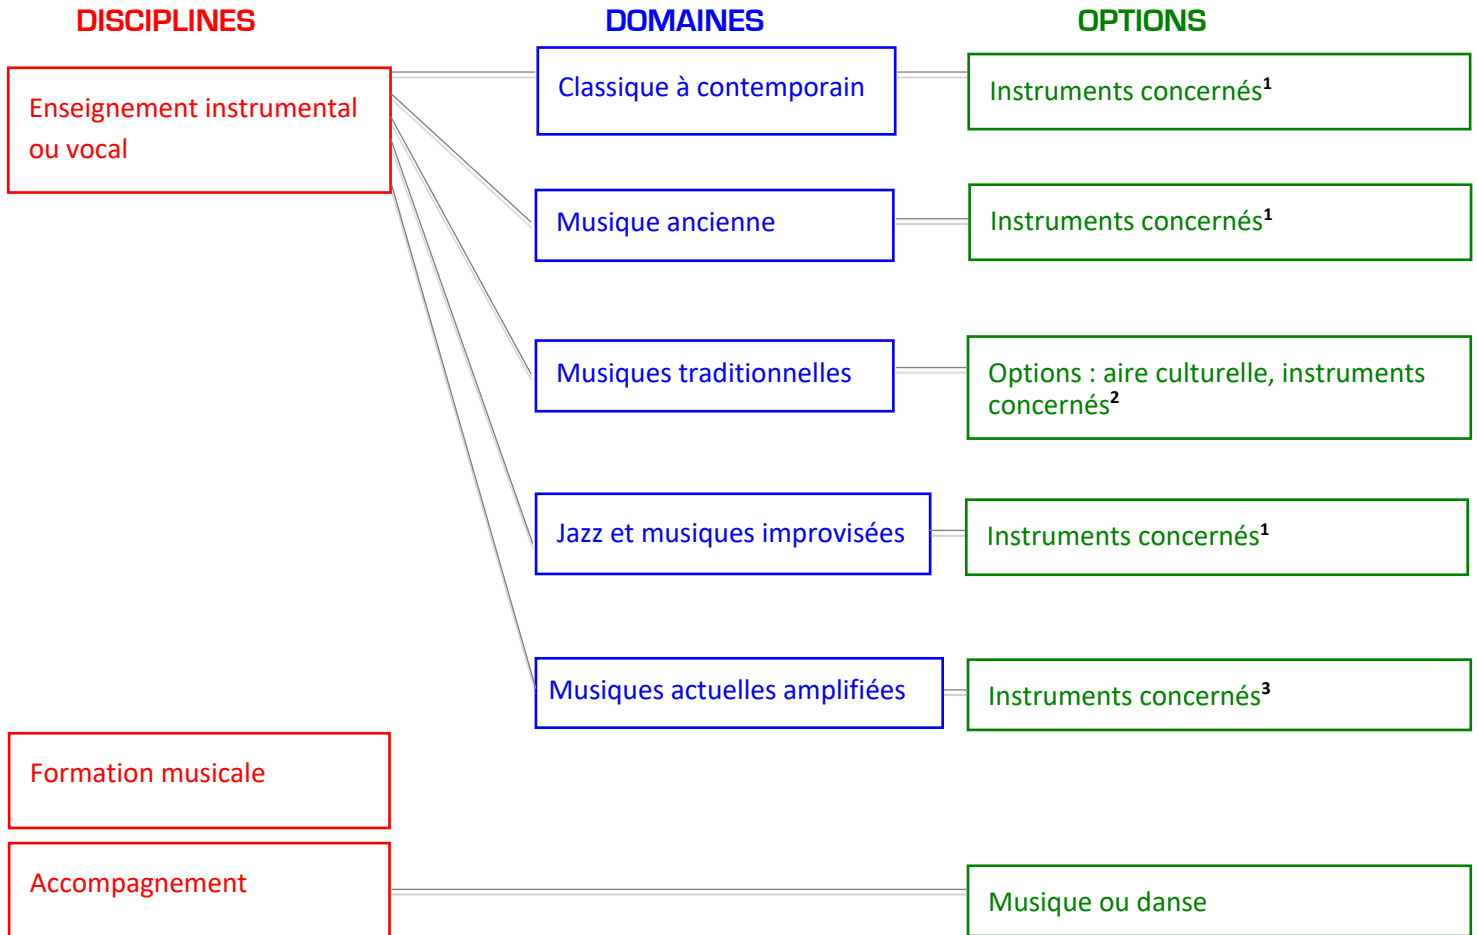 DISCIPLINES DOMAINES OPTIONS
Enseignement instrumental
ou vocal
Classique à contemporain
Instruments concernés1
Musique ancienne
Instruments concernés1
Musiques traditionnelles
Options : aire culturelle, instruments
concernés2
Jazz et musiques improvisées
Instruments concernés1
Musiques actuelles amplifiées
Instruments concernés3
Formation musicale
Accompagnement
Musique ou danse